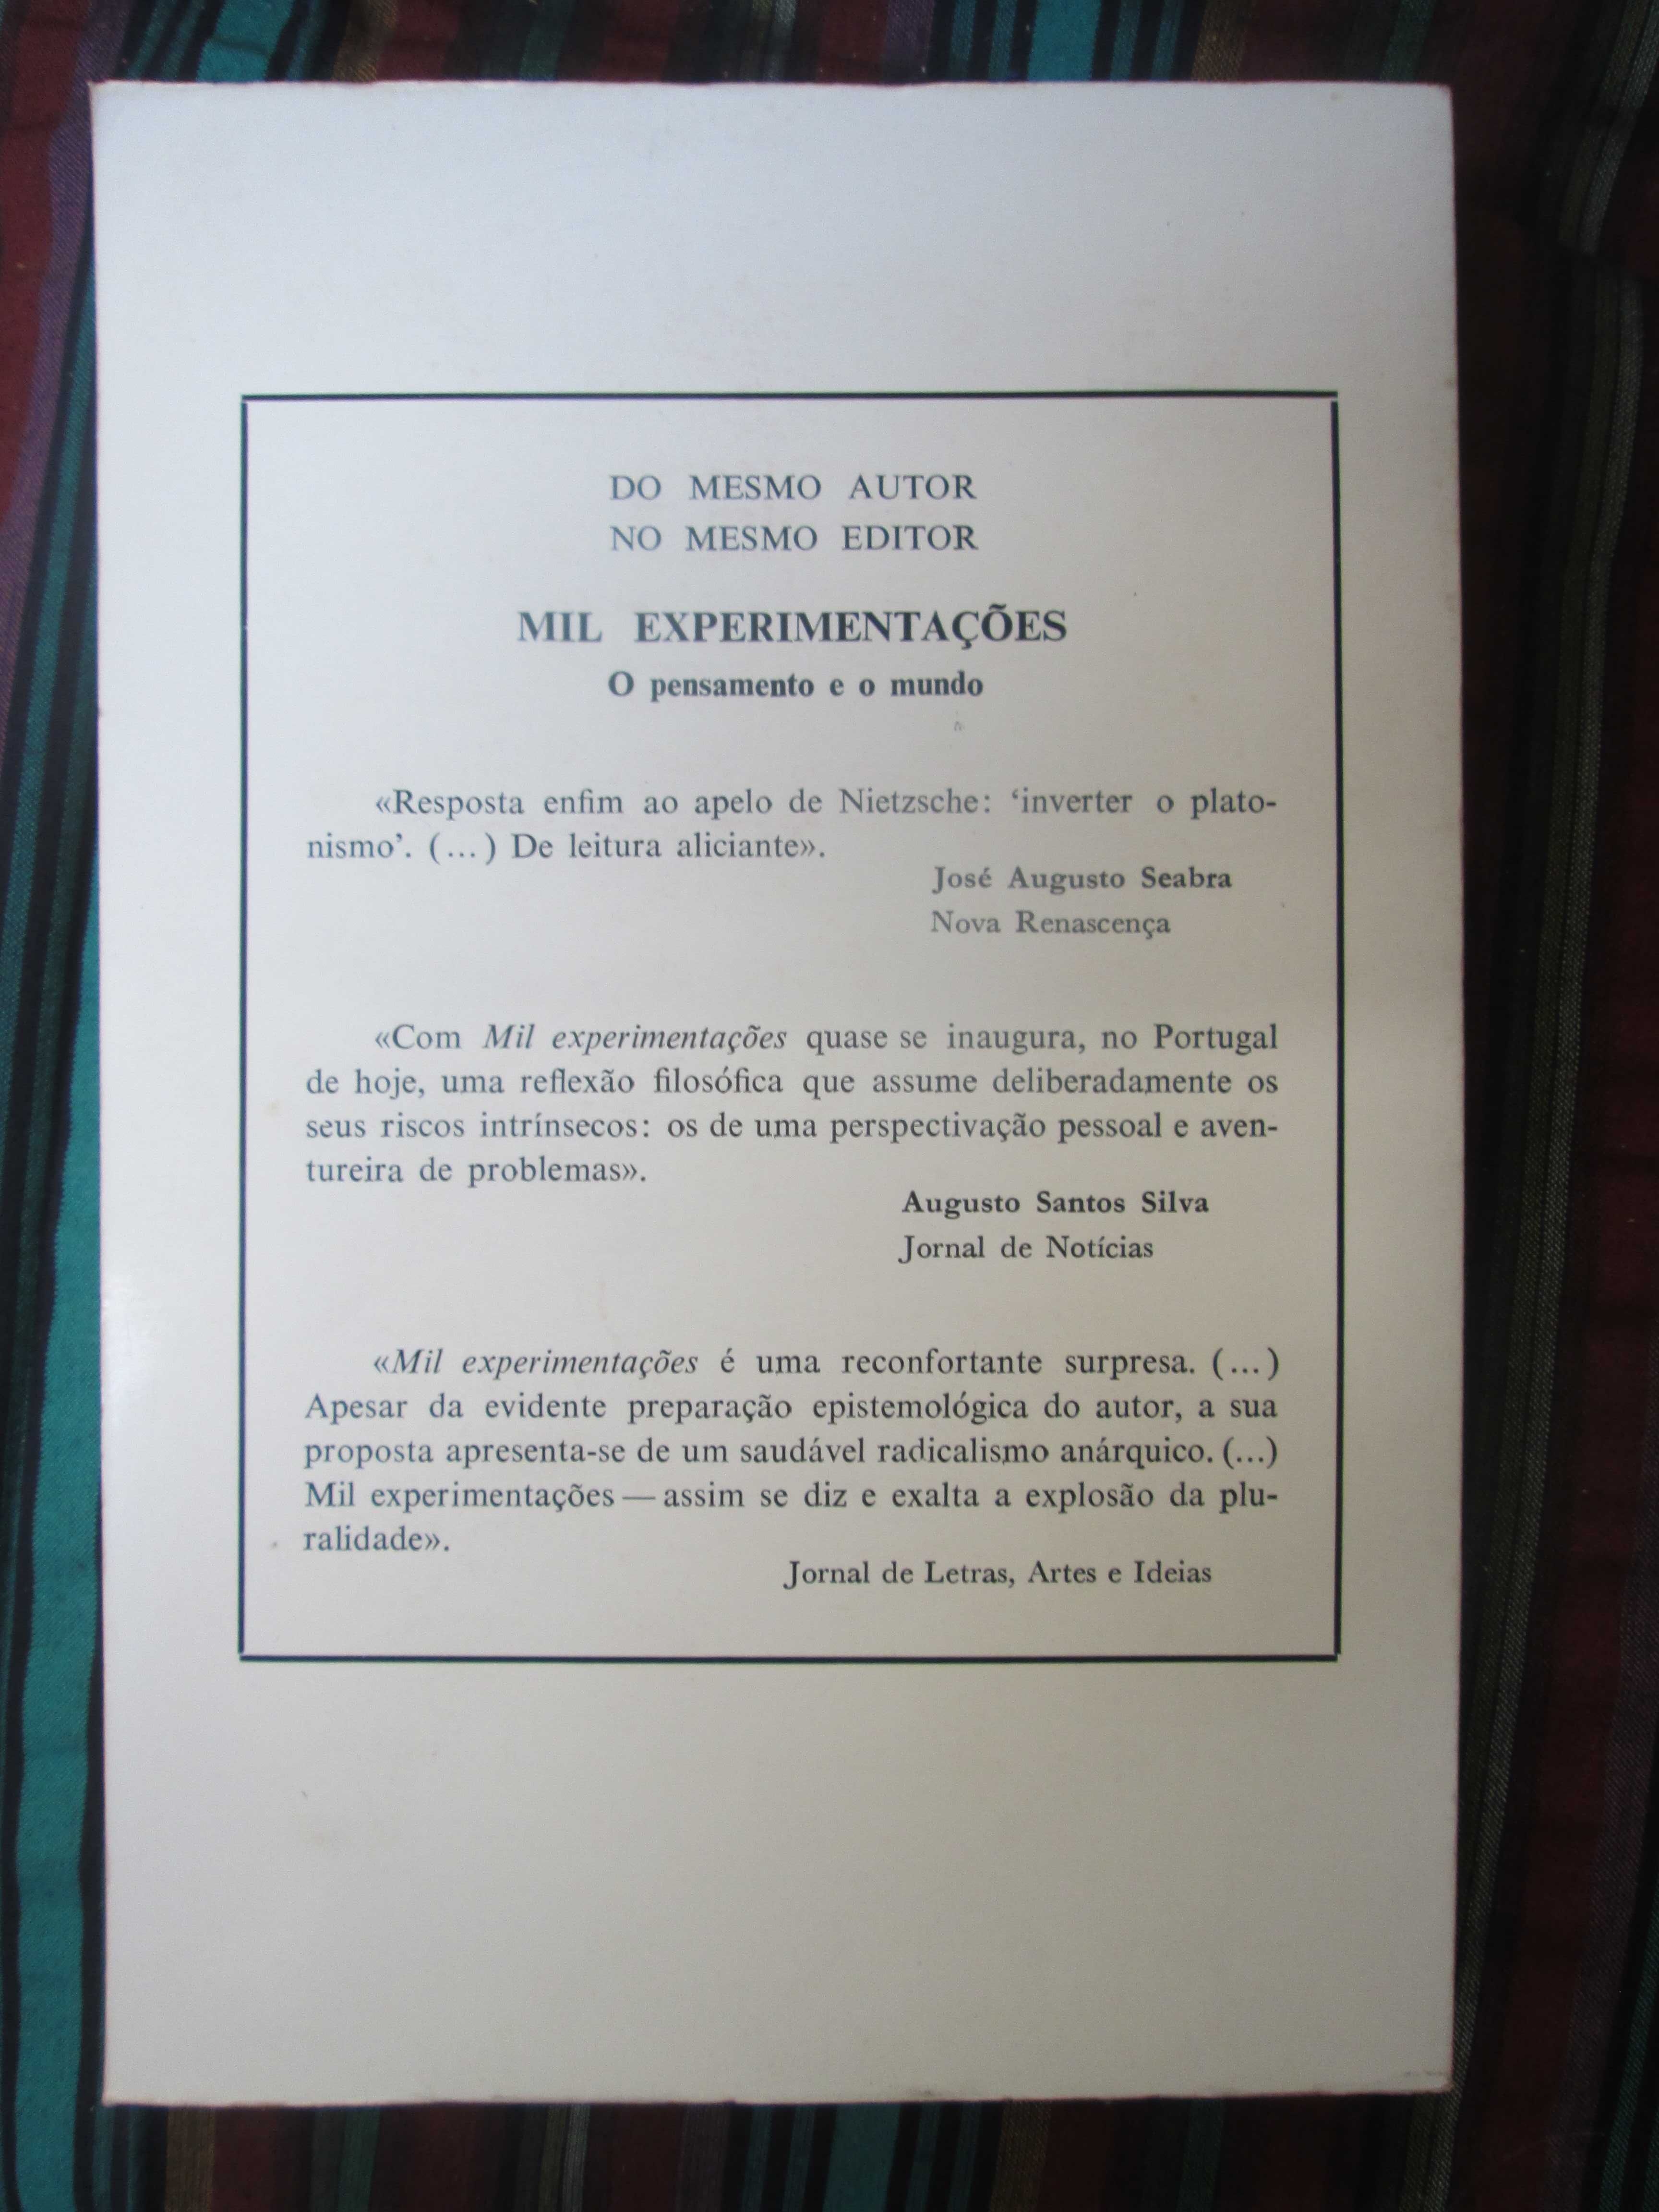 DO MESMO AUTOR
NO MESMO EDITOR
MIL EXPERIMENTAÇÕES
O pensamento e o mundo
«Resposta enfim ao apelo de Nietzsche: ‘inverter o plato-
nismo’. (...) De leitura aliciante».
José Augusto Seabra
Nova Renascença
«Com Mil experimentações quase se inaugura, no Portugal
de hoje, uma reflexão filosófica que assume deliberadamente os
seus riscos intrínsecos: os de uma perspectivação pessoal e aven-
tureira de problemas».
Augusto Santos Silva
Jornal de Notícias
«Mil experimentações é uma reconfortante surpresa. (...)
Apesar da evidente preparação epistemológica do autor, a sua
proposta apresenta-se de um saudável radicalismo anárquico. (...)
Mil experimentações — assim se diz e exalta a explosão da plu-
ralidade».
Jornal de Letras, Artes e Ideias